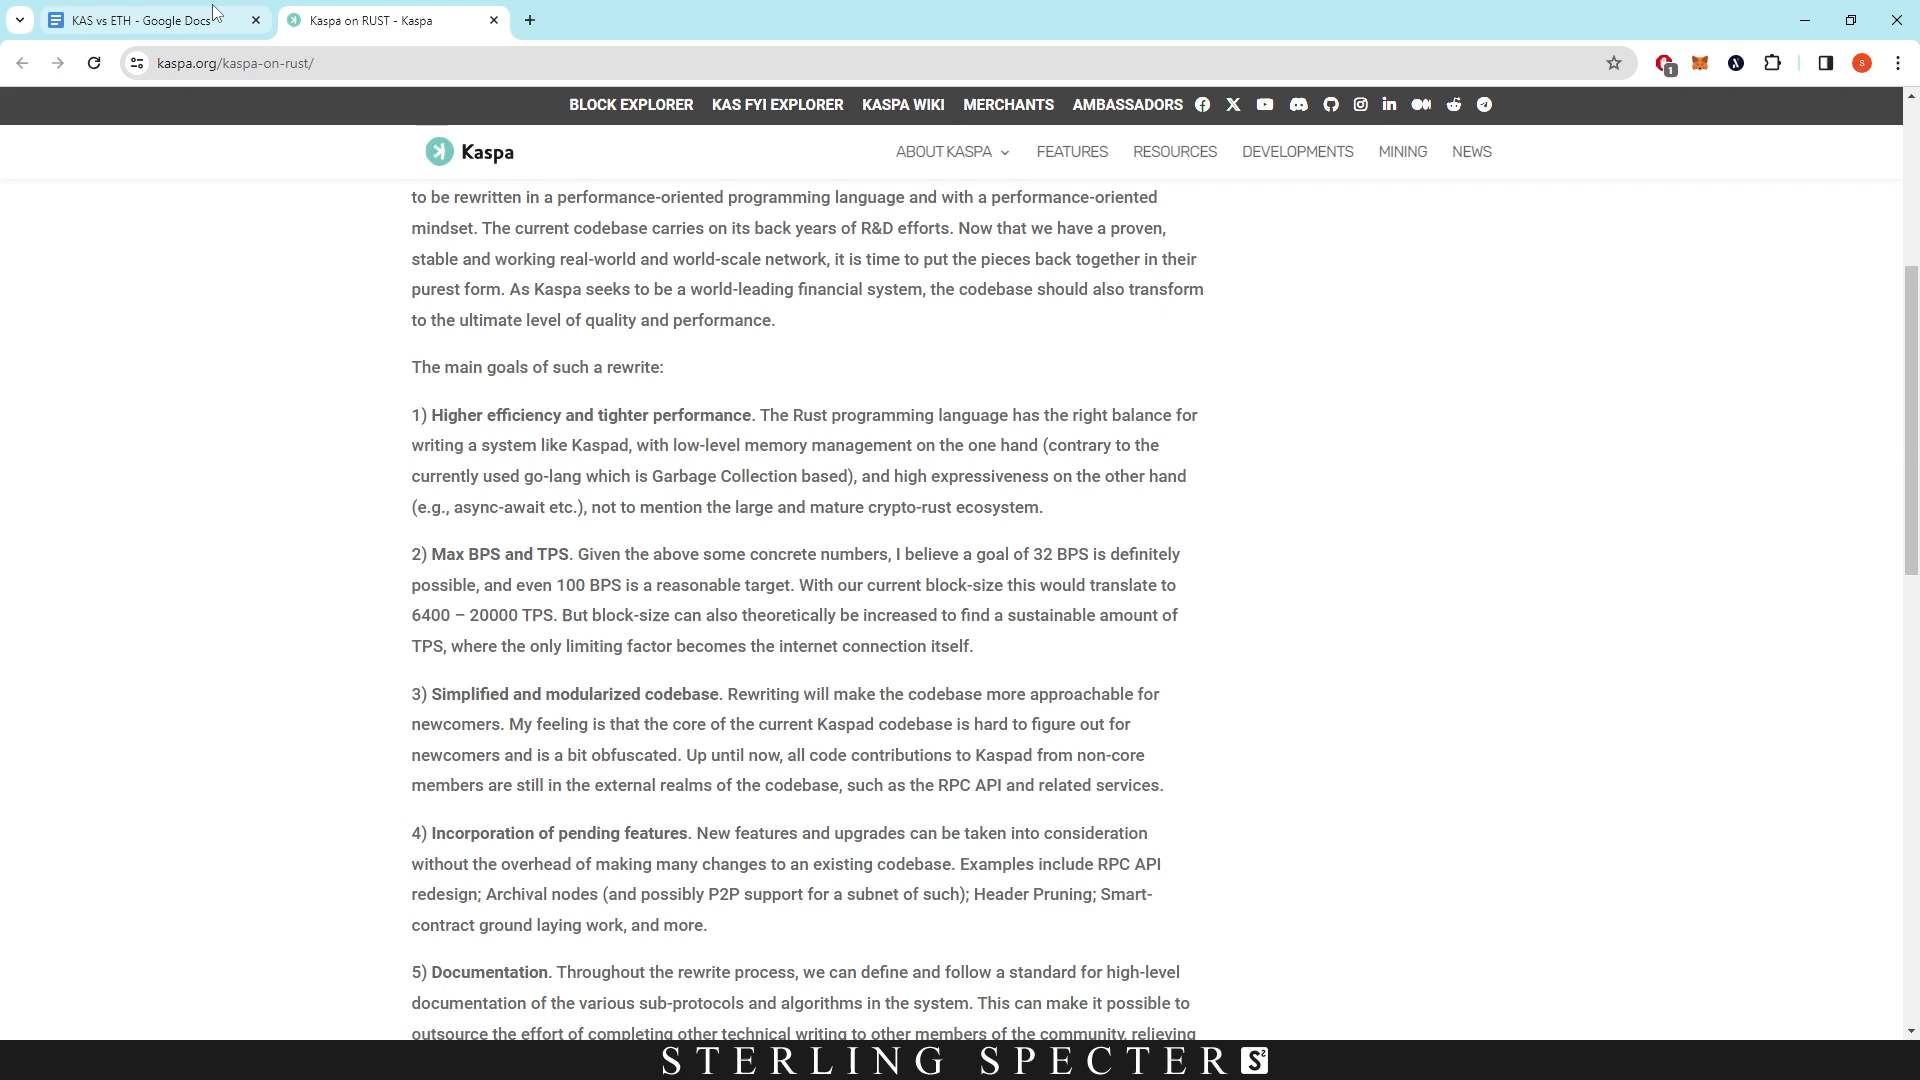 KAS vs ETH - Google Docs
Kaspa on RUST - Kaspa
kaspa.org/kaspa-on-rust/
1
S
BLOCK EXPLORER KAS FYI EXPLORER KASPA WIKI MERCHANTS AMBASSADORS
Kaspa
ABOUT KASPA FEATURES RESOURCES DEVELOPMENTS MINING NEWS
to be rewritten in a performance-oriented programming language and with a performance-oriented
mindset. The current codebase carries on its back years of R&D efforts. Now that we have a proven,
stable and working real-world and world-scale network, it is time to put the pieces back together in their
purest form. As Kaspa seeks to be a world-leading financial system, the codebase should also transform
to the ultimate level of quality and performance.
The main goals of such a rewrite:
1) Higher efficiency and tighter performance. The Rust programming language has the right balance for
writing a system like Kaspad, with low-level memory management on the one hand (contrary to the
currently used go-lang which is Garbage Collection based), and high expressiveness on the other hand
(e.g., async-await etc.), not to mention the large and mature crypto-rust ecosystem.
2) Max BPS and TPS. Given the above some concrete numbers, I believe a goal of 32 BPS is definitely
possible, and even 100 BPS is a reasonable target. With our current block-size this would translate to
6400 – 20000 TPS. But block-size can also theoretically be increased to find a sustainable amount of
TPS, where the only limiting factor becomes the internet connection itself.
3) Simplified and modularized codebase. Rewriting will make the codebase more approachable for
newcomers. My feeling is that the core of the current Kaspad codebase is hard to figure out for
newcomers and is a bit obfuscated. Up until now, all code contributions to Kaspad from non-core
members are still in the external realms of the codebase, such as the RPC API and related services.
4) Incorporation of pending features. New features and upgrades can be taken into consideration
without the overhead of making many changes to an existing codebase. Examples include RPC API
redesign; Archival nodes (and possibly P2P support for a subnet of such); Header Pruning; Smart-
contract ground laying work, and more.
5) Documentation. Throughout the rewrite process, we can define and follow a standard for high-level
documentation of the various sub-protocols and algorithms in the system. This can make it possible to
outsource the effort of completing other technical writing to other members of the community, relieving
STERLING SPECTER S²